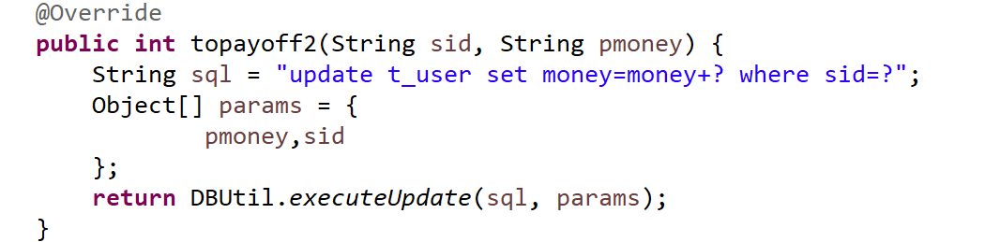 @Override
public int topayoff2(String sid, String pmoney) {
    String sql = "update t_user set money=money+? where sid=?";
    Object[] params = {
            pmoney,sid
    };
    return DBUtil.executeUpdate(sql, params);
}